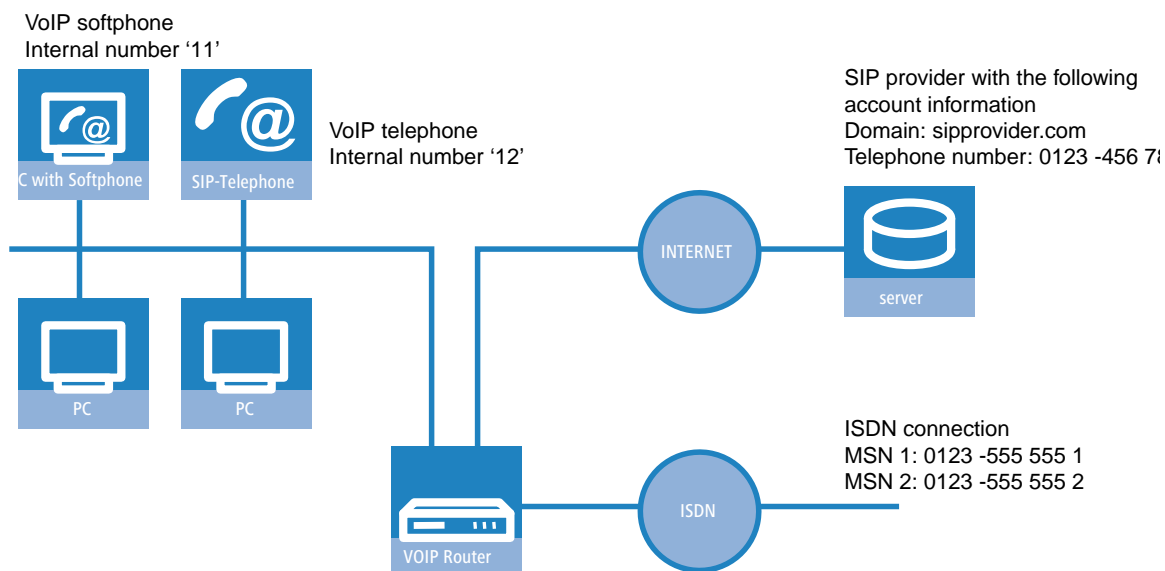 VoIP softphone
Internal number ‘11’
C with Softphone
SIP-Telephone
VoIP telephone
Internal number ‘12’
SIP provider with the following
account information
Domain: sipprovider.com
Telephone number: 0123 -456 78
INTERNET
server
PC
PC
ISDN connection
MSN 1: 0123 -555 555 1
MSN 2: 0123 -555 555 2
ISDN
VOIP Router